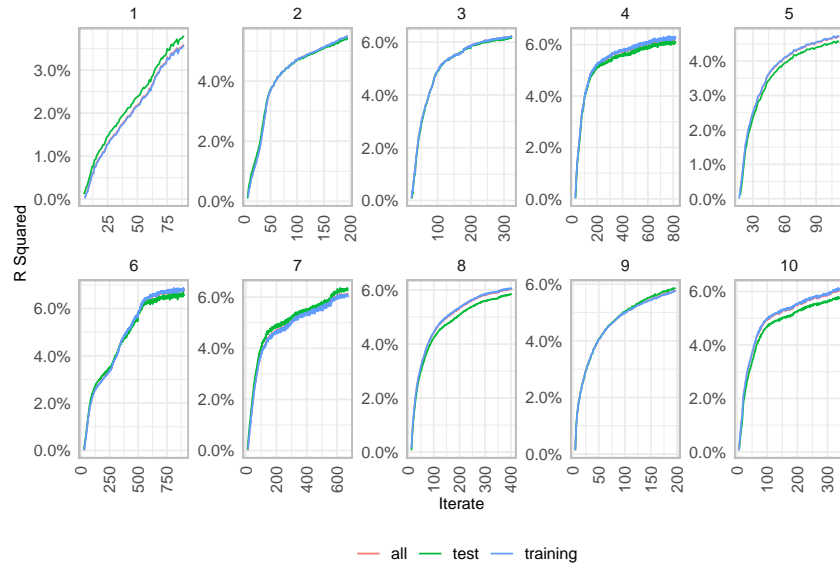 1 2 3 4 5
3.0% 2.0% 1.0% 0.0%
4.0% 2.0% 0.0%
6.0% 4.0% 2.0% 0.0%
6.0% 4.0% 2.0% 0.0%
4.0% 3.0% 2.0% 1.0% 0.0%
25 50 75
0 50 100 150 200
100 200 300
0 200 400 600 800
30 60 90
R Squared
6 7 8 9 10
6.0% 4.0% 2.0% 0.0%
6.0% 4.0% 2.0% 0.0%
6.0% 4.0% 2.0% 0.0%
6.0% 4.0% 2.0% 0.0%
6.0% 4.0% 2.0% 0.0%
0 250 500 750
200 400 600
0 100 200 300 400
0 50 100 150 200
0 100 200 300
Iterate
all test training